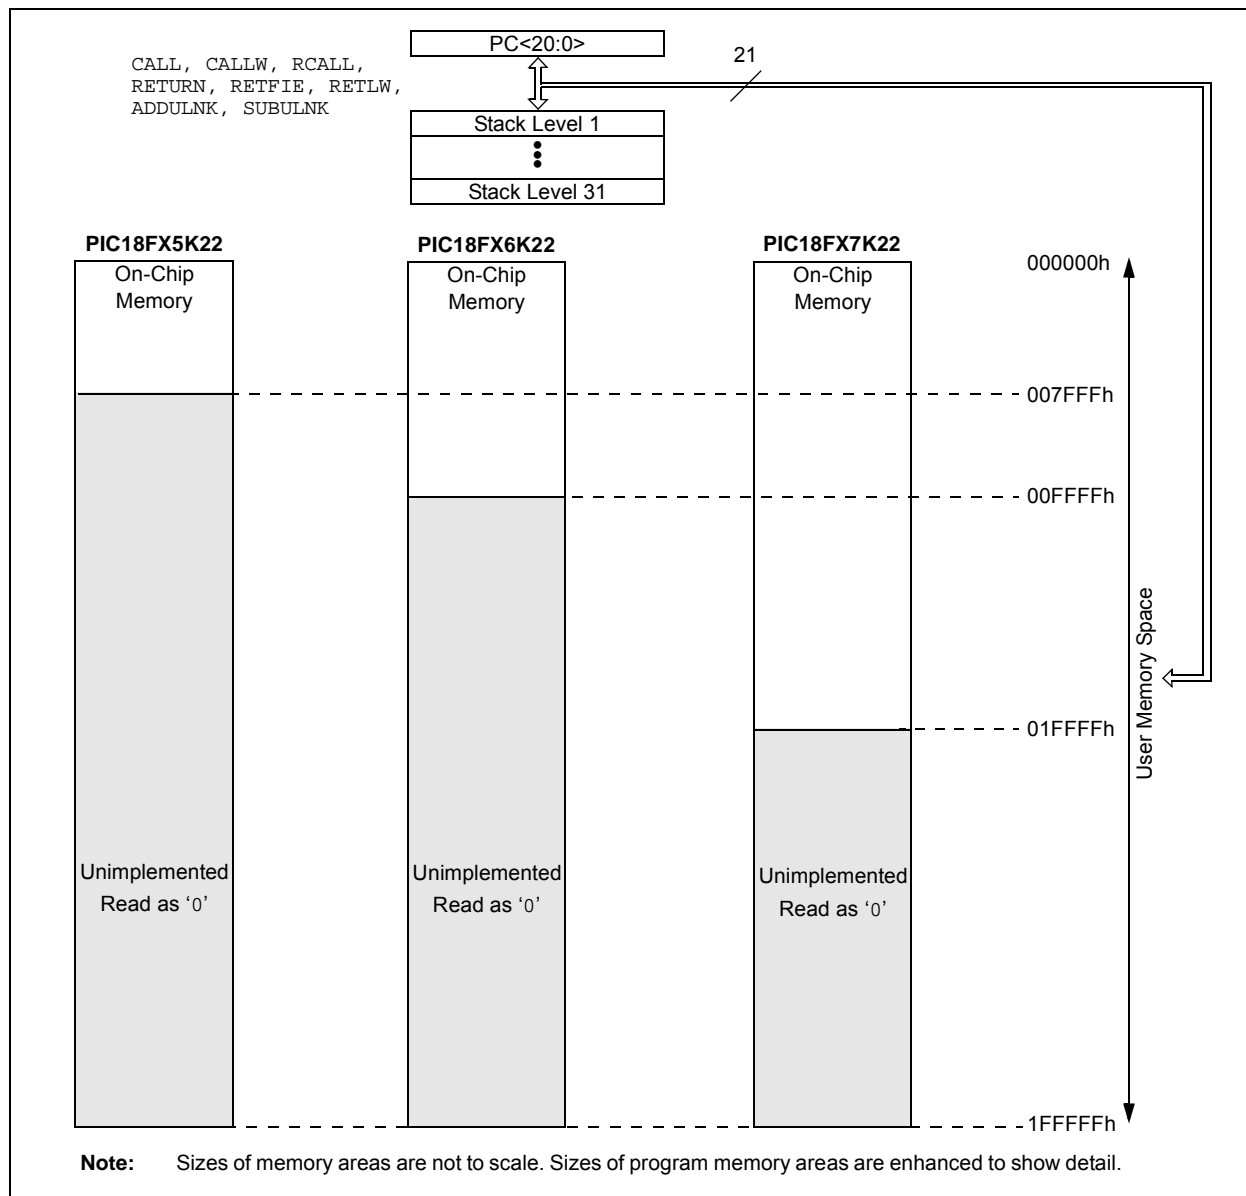 PC<20:0>
21
CALL, CALLW, RCALL,
RETURN, RETFIE, RETLW,
ADDULNK, SUBULNK
Stack Level 1
Stack Level 31
PIC18FX5K22
PIC18FX6K22
PIC18FX7K22
On-Chip
Memory
On-Chip
Memory
On-Chip
Memory
000000h
007FFFh
00FFFFh
01FFFFh
User Memory Space
Unimplemented
Read as ‘0’
Unimplemented
Read as ‘0’
Unimplemented
Read as ‘0’
1FFFFFh
Note: Sizes of memory areas are not to scale. Sizes of program memory areas are enhanced to show detail.